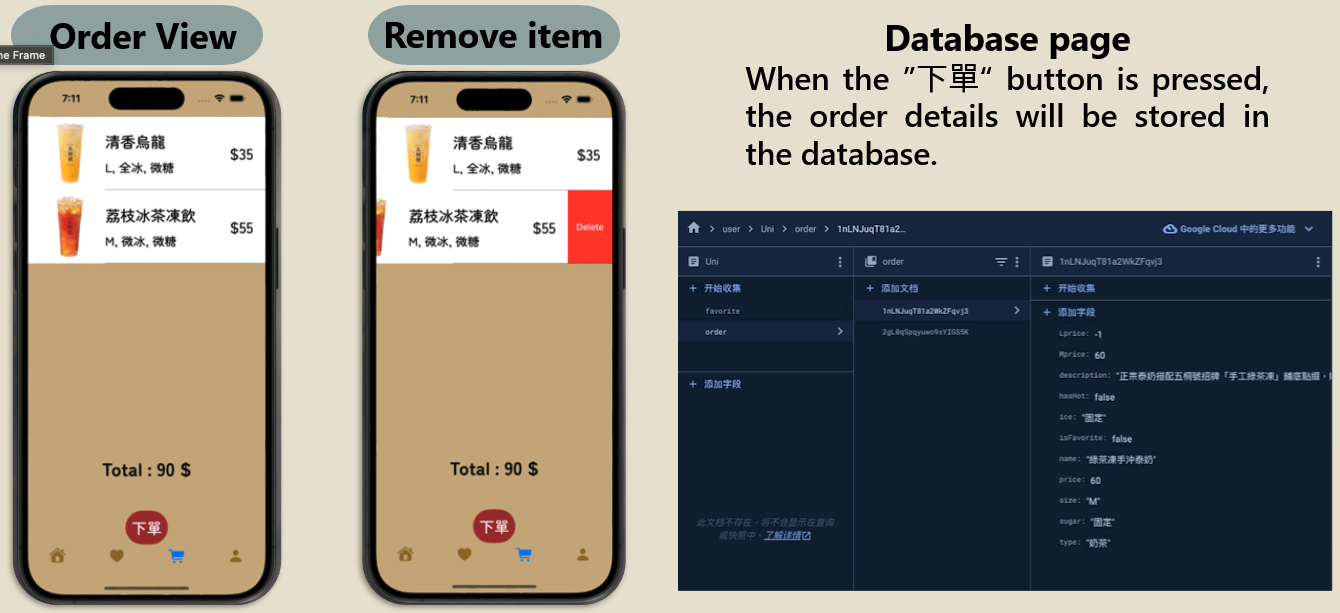 Order View
Remove item
Database page
When the ”下單“ button is pressed,
the order details will be stored in
the database.
ne Frame
7:11
清香烏龍
L, 全冰, 微糖
$35
荔枝冰茶凍飲
M, 微冰, 微糖
$55
Total : 90 $
下單
7:11
清香烏龍
L, 全冰, 微糖
$35
荔枝冰茶凍飲
M, 微冰, 微糖
$55
Delete
Total : 90 $
下單
user > Uni > order > 1nLNJuqT81a2…
Google Cloud 中的更多功能
Uni
+ 开始收集
favorite
order
+ 添加字段
此文档不存在，将不会显示在查询
或快照中。了解详情
order
+ 添加文档
1nLNJuqT81a2WkZFqvj3
2gL0qSpqyuwo9xYIGS5K
1nLNJuqT81a2WkZFqvj3
+ 开始收集
+ 添加字段
Lprice: -1
Mprice: 60
description: "正宗泰奶搭配五桐號招牌「手工綠茶凍」鋪底點綴，
hasHot: false
ice: "固定"
isFavorite: false
name: "綠茶凍手沖泰奶"
price: 60
size: "M"
sugar: "固定"
type: "奶茶"